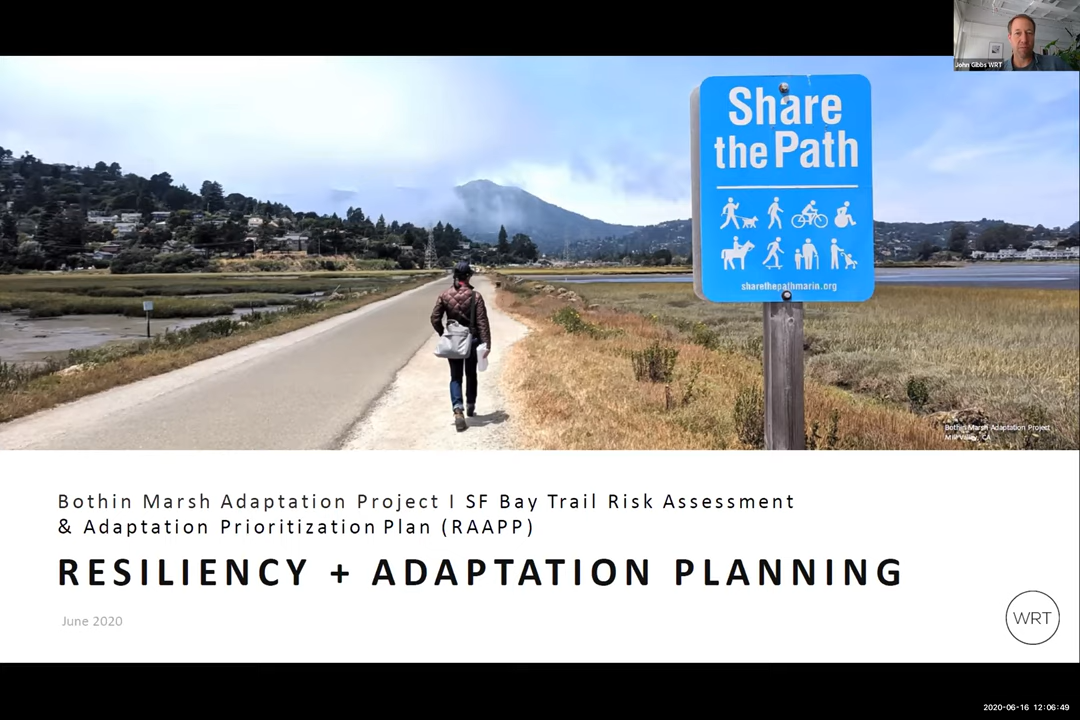 John Gibbs WRT
Share
the Path
sharethepathmarin.org
Bothin Marsh Adaptation Project
Mill Valley, CA
Bothin Marsh Adaptation Project I SF Bay Trail Risk Assessment
& Adaptation Prioritization Plan (RAAPP)
RESILIENCY + ADAPTATION PLANNING
June 2020
WRT
2020-06-16 12:06:49